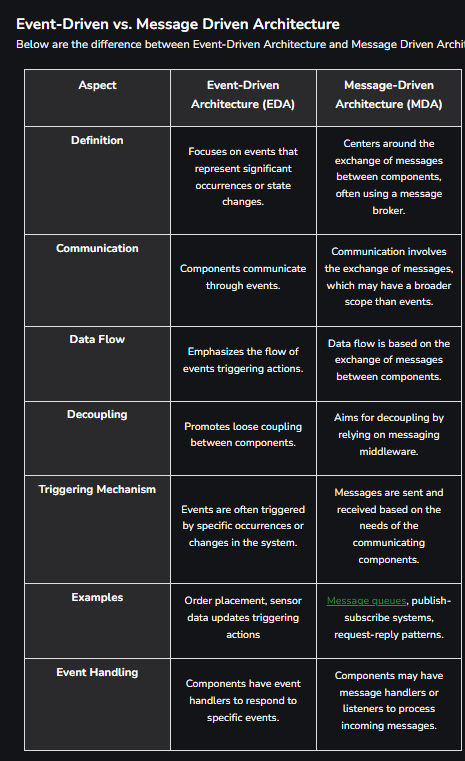 Event-Driven vs. Message Driven Architecture
Below are the difference between Event-Driven Architecture and Message Driven Archit
Aspect
Event-Driven
Architecture (EDA)
Message-Driven
Architecture (MDA)
Definition
Focuses on events that
represent significant
occurrences or state
changes.
Centers around the
exchange of messages
between components,
often using a message
broker.
Communication
Components communicate
through events.
Communication involves
the exchange of messages,
which may have a broader
scope than events.
Data Flow
Emphasizes the flow of
events triggering actions.
Data flow is based on the
exchange of messages
between components.
Decoupling
Promotes loose coupling
between components.
Aims for decoupling by
relying on messaging
middleware.
Triggering Mechanism
Events are often triggered
by specific occurrences or
changes in the system.
Messages are sent and
received based on the
needs of the
communicating
components.
Examples
Order placement, sensor
data updates triggering
actions
Message queues, publish-
subscribe systems,
request-reply patterns.
Event Handling
Components have event
handlers to respond to
specific events.
Components may have
message handlers or
listeners to process
incoming messages.